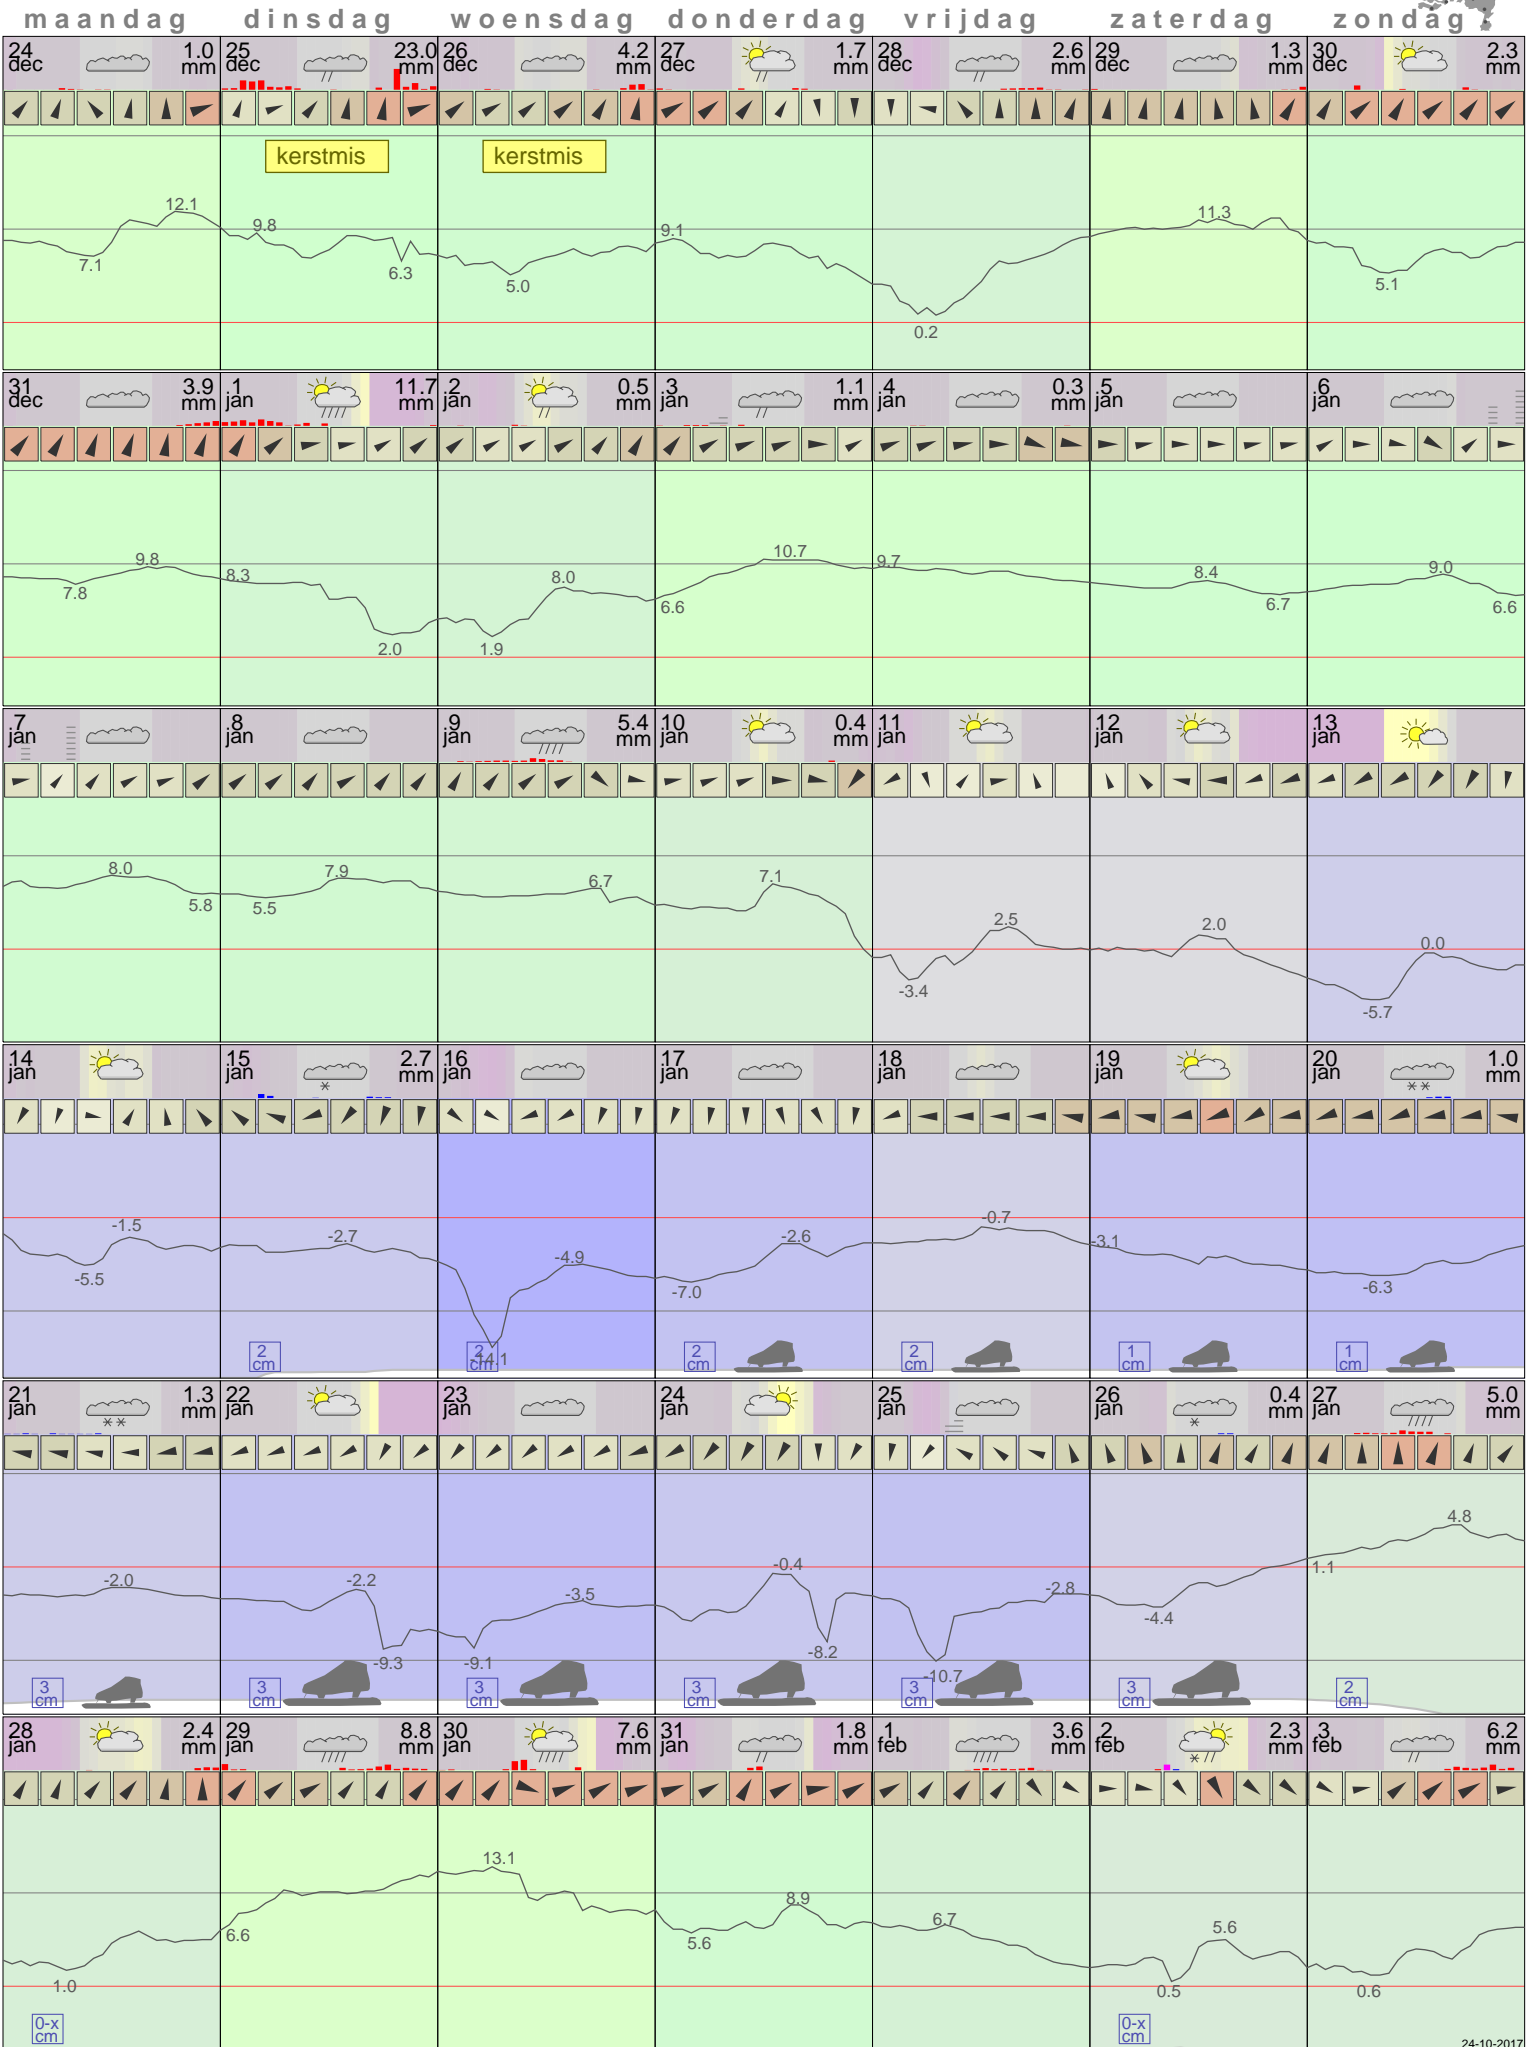 maandag dinsdag woensdag donderdag vrijdag zaterdag zondag
24 dec 1.0 mm 25 dec 23.0 mm 26 dec 4.2 mm 27 dec 1.7 mm 28 dec 2.6 mm 29 dec 1.3 mm 30 dec 2.3 mm
kerstmis kerstmis
12.1 7.1 9.8 6.3 5.0 9.1 0.2 11.3 5.1
31 dec 3.9 mm 1 jan 11.7 mm 2 jan 0.5 mm 3 jan 1.1 mm 4 jan 0.3 mm 5 jan 6 jan
7.8 9.8 8.3 2.0 1.9 8.0 6.6 10.7 9.7 8.4 6.7 9.0 6.6
7 jan 8 jan 9 jan 5.4 mm 10 jan 0.4 mm 11 jan 12 jan 13 jan
8.0 5.8 5.5 7.9 6.7 7.1 -3.4 2.5 2.0 -5.7 0.0
14 jan 15 jan 2.7 mm 16 jan 17 jan 18 jan 19 jan 20 jan 1.0 mm
-5.5 -1.5 -2.7 -14.1 -4.9 -7.0 -2.6 -0.7 -3.1 -6.3
2 cm 2 cm 2 cm 2 cm 1 cm 1 cm
21 jan 1.3 mm 22 jan 23 jan 24 jan 25 jan 26 jan 0.4 mm 27 jan 5.0 mm
-2.0 -2.2 -9.3 -9.1 -3.5 -0.4 -8.2 -10.7 -2.8 -4.4 1.1 4.8
3 cm 3 cm 3 cm 3 cm 3 cm 3 cm 2 cm
28 jan 2.4 mm 29 jan 8.8 mm 30 jan 7.6 mm 31 jan 1.8 mm 1 feb 3.6 mm 2 feb 2.3 mm 3 feb 6.2 mm
1.0 6.6 13.1 5.6 8.9 6.7 0.5 5.6 0.6
0-x cm 0-x cm
24-10-2017